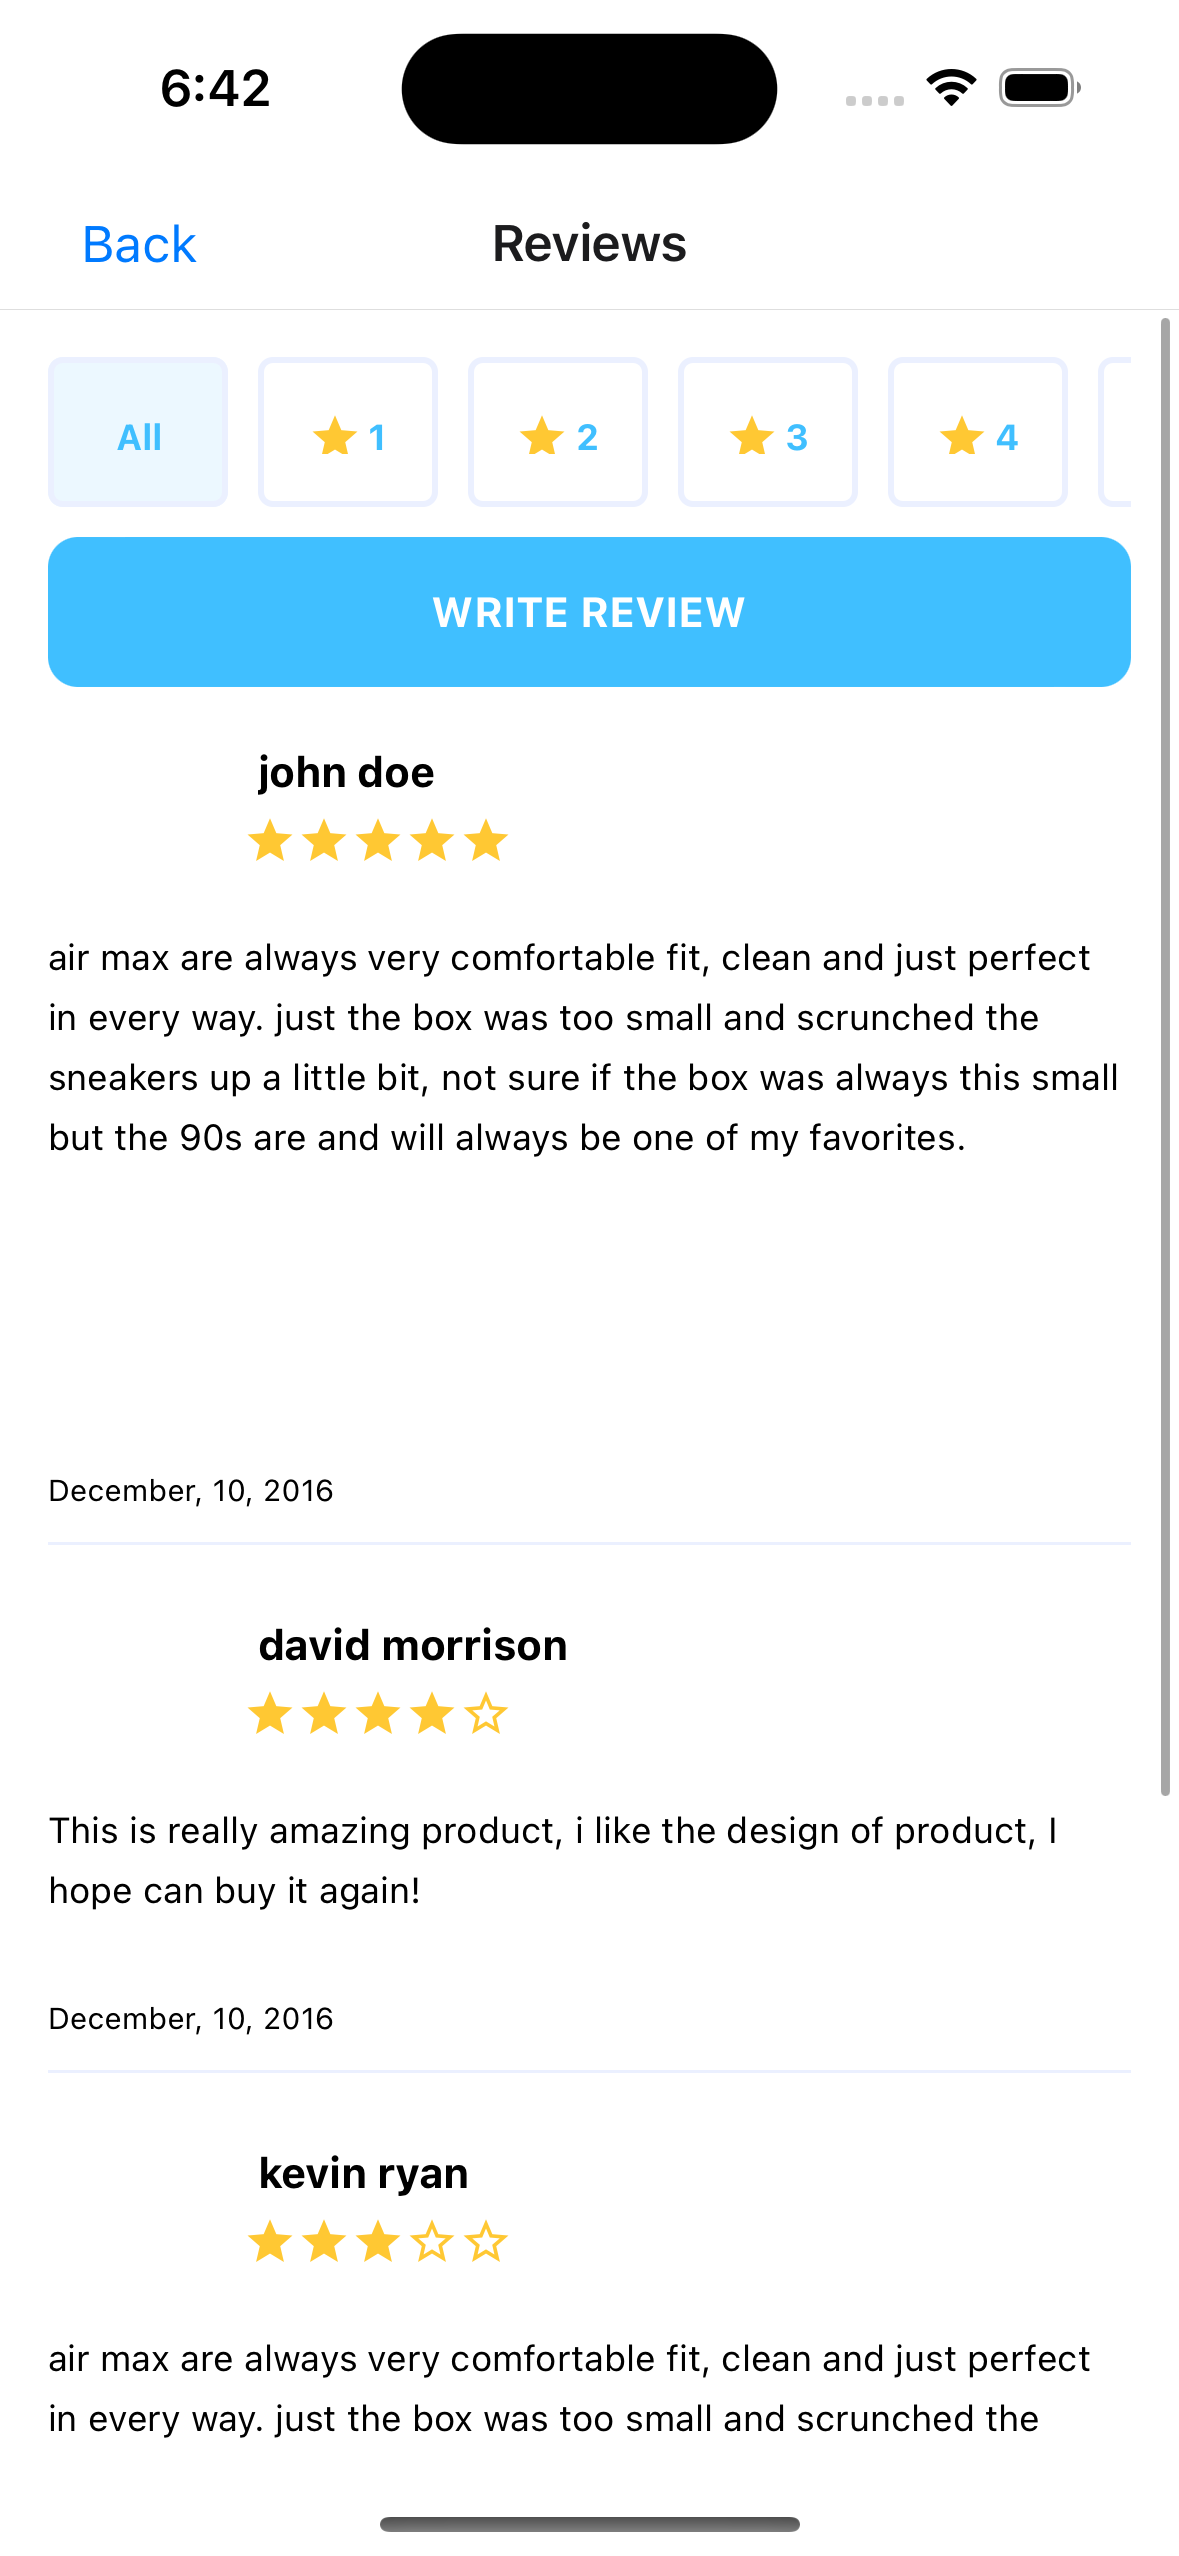 6:42
Back
Reviews
All
1
2
3
4
WRITE REVIEW
john doe
air max are always very comfortable fit, clean and just perfect
in every way. just the box was too small and scrunched the
sneakers up a little bit, not sure if the box was always this small
but the 90s are and will always be one of my favorites.
December, 10, 2016
david morrison
This is really amazing product, i like the design of product, I
hope can buy it again!
December, 10, 2016
kevin ryan
air max are always very comfortable fit, clean and just perfect
in every way. just the box was too small and scrunched the